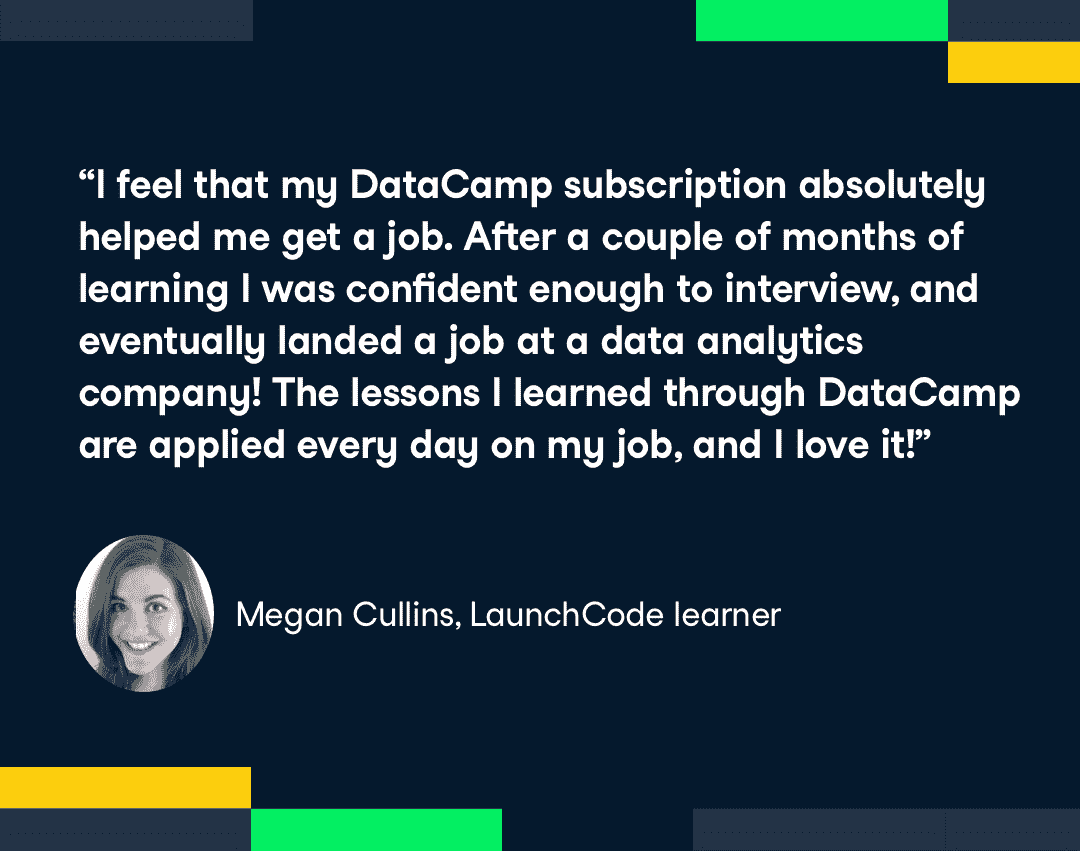 “I feel that my DataCamp subscription absolutely
helped me get a job. After a couple of months of
learning I was confident enough to interview, and
eventually landed a job at a data analytics
company! The lessons I learned through DataCamp
are applied every day on my job, and I love it!”
Megan Cullins, LaunchCode learner